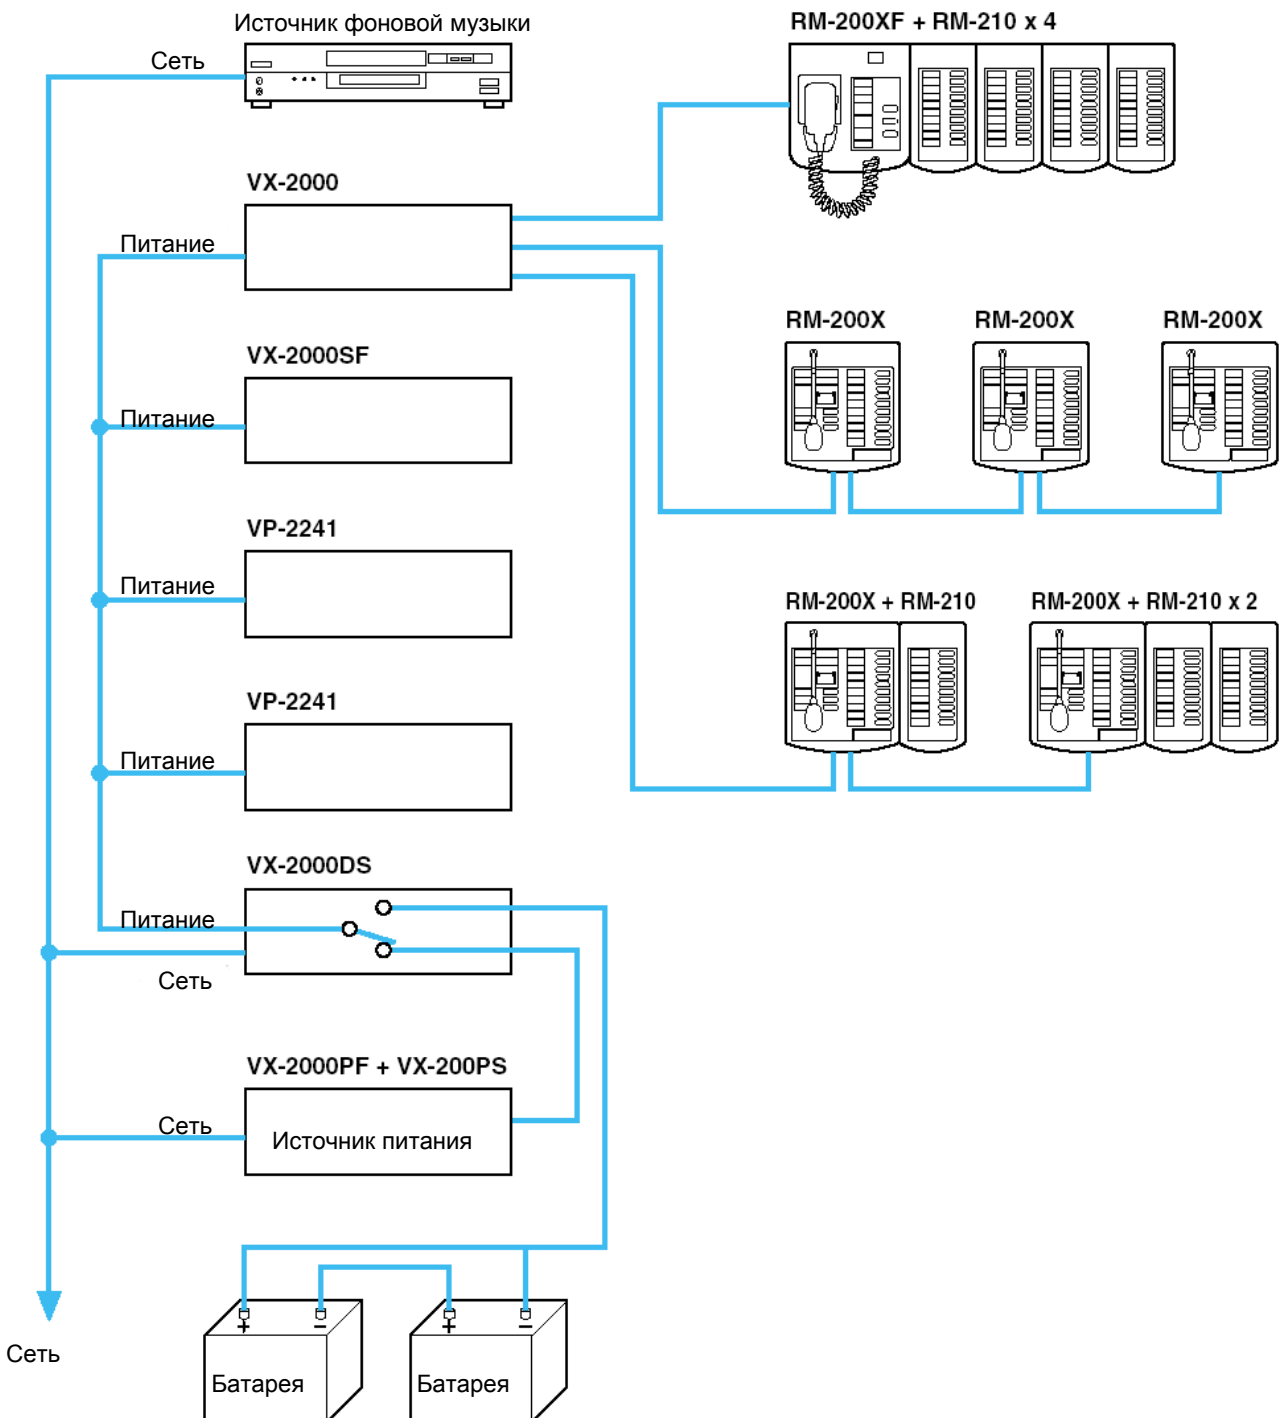 Источник фоновой музыки
RM-200XF + RM-210 x 4
Сеть
VX-2000
Питание
RM-200X
RM-200X
RM-200X
VX-2000SF
Питание
VP-2241
Питание
RM-200X + RM-210
RM-200X + RM-210 x 2
VP-2241
Питание
VX-2000DS
Питание
Сеть
VX-2000PF + VX-200PS
Сеть
Источник питания
+
–
+
–
Сеть
Батарея
Батарея